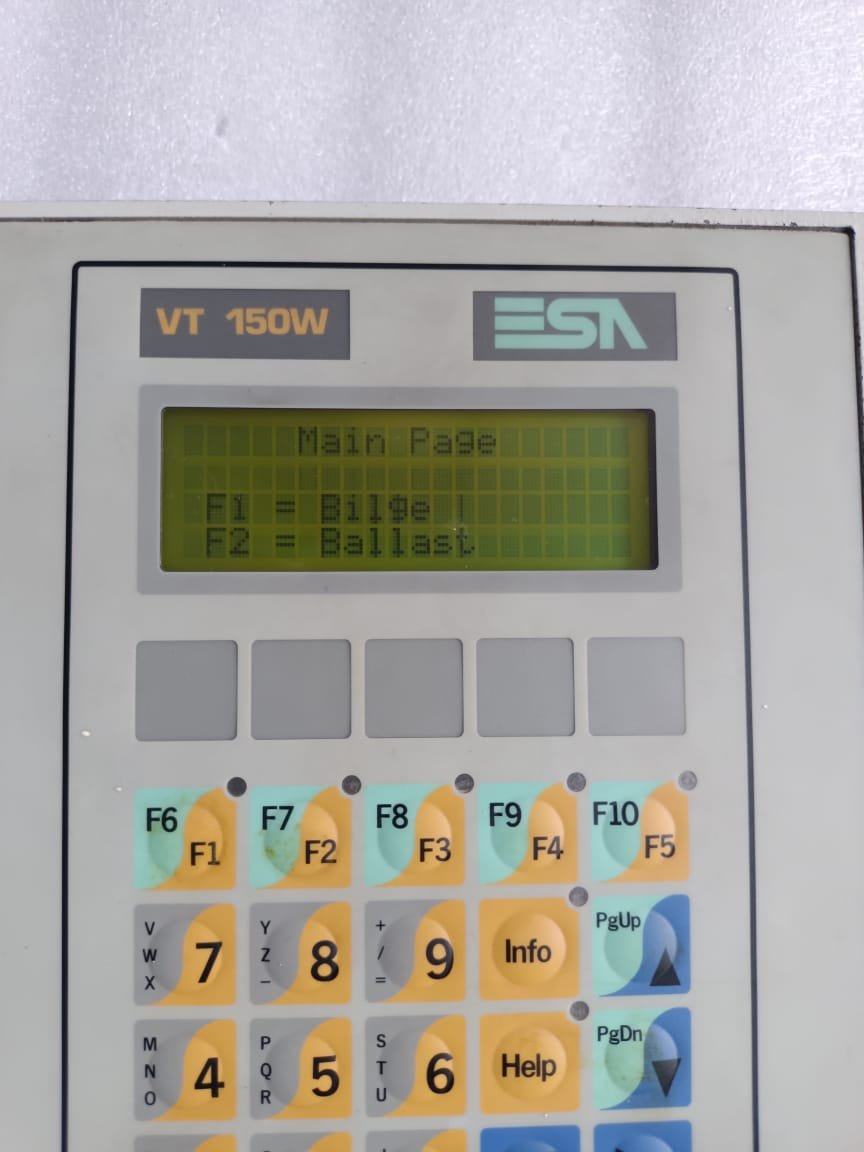 VT 150W ESA
Main Page
F1 = Bilge
F2 = Ballast
F6 F1 F7 F2 F8 F3 F9 F4 F10 F5
V W X 7 Y Z - 8 + / = 9 Info PgUp
M N O 4 P Q R 5 S T U 6 Help PgDn